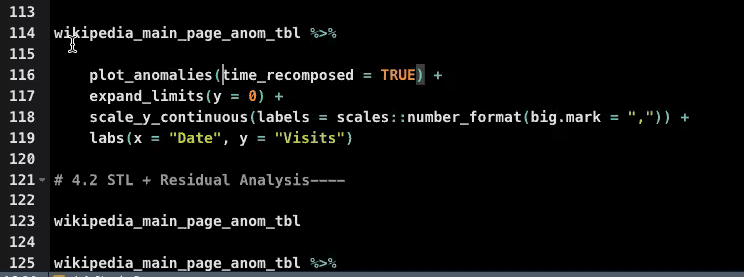 113
114 wikipedia_main_page_anom_tbl %>%
115
116 plot_anomalies(time_recomposed = TRUE) +
117 expand_limits(y = 0) +
118 scale_y_continuous(labels = scales::number_format(big.mark = ",")) +
119 labs(x = "Date", y = "Visits")
120
121 # 4.2 STL + Residual Analysis----
122
123 wikipedia_main_page_anom_tbl
124
125 wikipedia_main_page_anom_tbl %>%